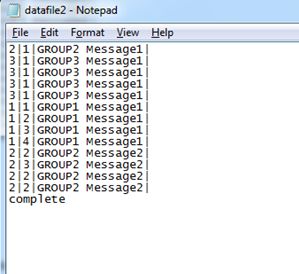 datafile2 - Notepad
File Edit Format View Help
2|1|GROUP2 Message1|
3|1|GROUP3 Message1|
3|1|GROUP3 Message1|
3|1|GROUP3 Message1|
3|1|GROUP3 Message1|
1|1|GROUP1 Message1|
1|2|GROUP1 Message1|
1|3|GROUP1 Message1|
1|4|GROUP1 Message1|
2|2|GROUP2 Message2|
2|3|GROUP2 Message2|
2|2|GROUP2 Message2|
2|2|GROUP2 Message2|
complete